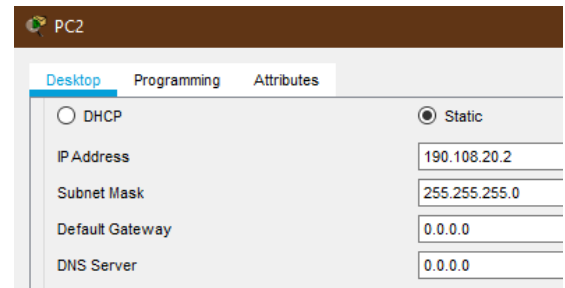 PC2
Desktop Programming Attributes
DHCP Static
IP Address 190.108.20.2
Subnet Mask 255.255.255.0
Default Gateway 0.0.0.0
DNS Server 0.0.0.0